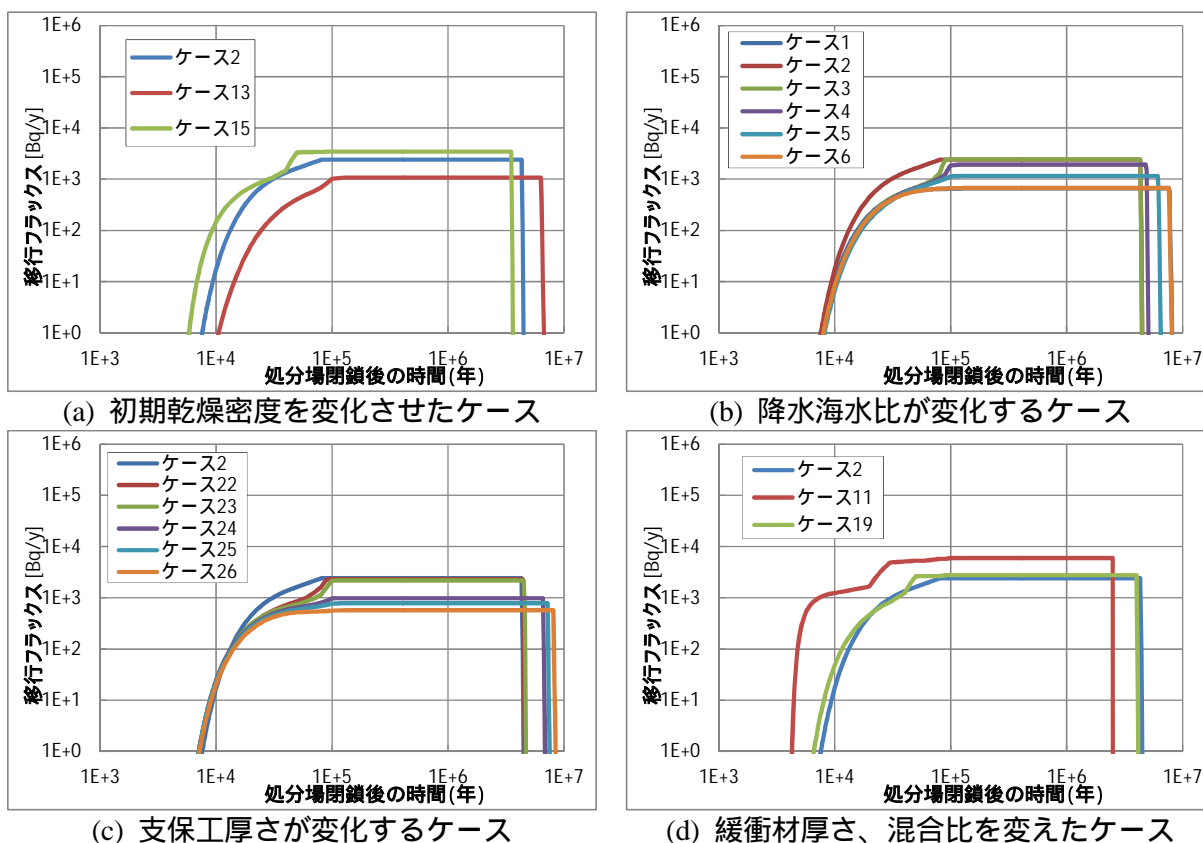 1E+6
1E+5
1E+4
1E+3
1E+2
1E+1
1E+0
移行フラックス [Bq/y]
ケース2
ケース13
ケース15
1E+3 1E+4 1E+5 1E+6 1E+7
処分場閉鎖後の時間(年)
(a) 初期乾燥密度を変化させたケース
1E+6
1E+5
1E+4
1E+3
1E+2
1E+1
1E+0
移行フラックス [Bq/y]
ケース1
ケース2
ケース3
ケース4
ケース5
ケース6
1E+3 1E+4 1E+5 1E+6 1E+7
処分場閉鎖後の時間(年)
(b) 降水海水比が変化するケース
1E+6
1E+5
1E+4
1E+3
1E+2
1E+1
1E+0
移行フラックス [Bq/y]
ケース2
ケース22
ケース23
ケース24
ケース25
ケース26
1E+3 1E+4 1E+5 1E+6 1E+7
処分場閉鎖後の時間(年)
(c) 支保工厚さが変化するケース
1E+6
1E+5
1E+4
1E+3
1E+2
1E+1
1E+0
移行フラックス [Bq/y]
ケース2
ケース11
ケース19
1E+3 1E+4 1E+5 1E+6 1E+7
処分場閉鎖後の時間(年)
(d) 緩衝材厚さ、混合比を変えたケース